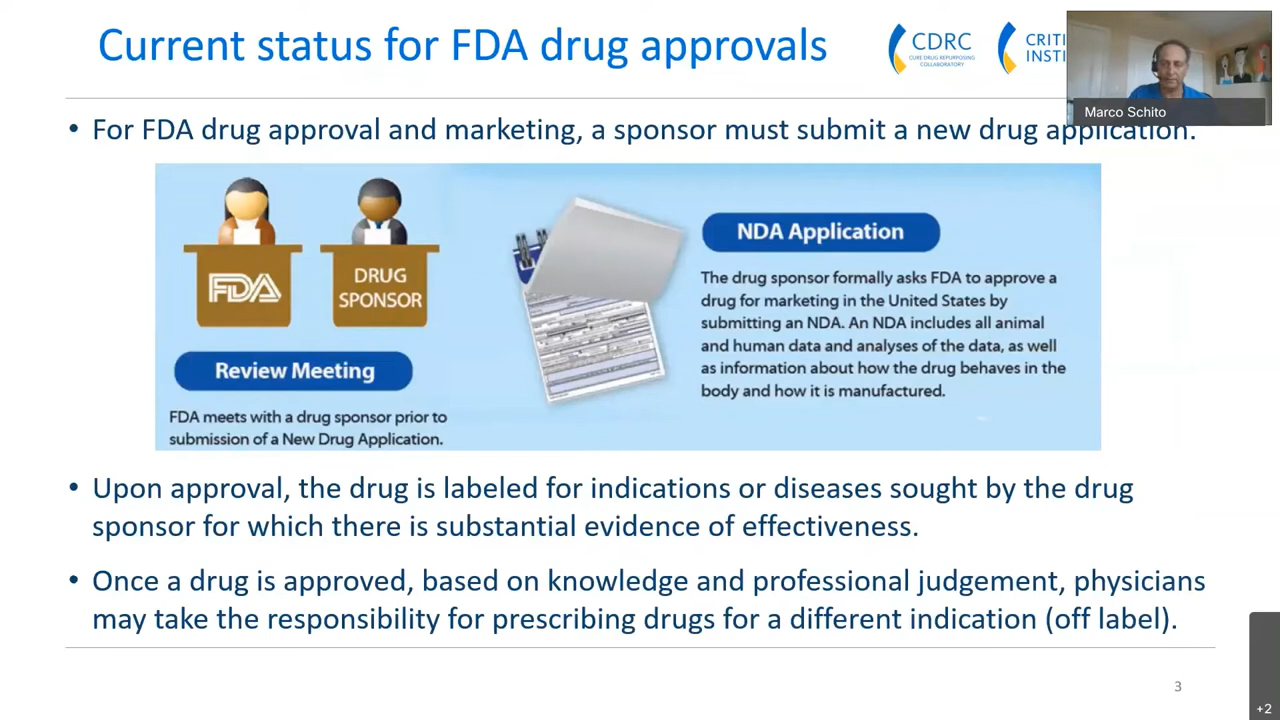 Current status for FDA drug approvals
CDRC
CURE DRUG REPURPOSING
COLLABORATORY
CRITI
INSTI
Marco Schito
• For FDA drug approval and marketing, a sponsor must submit a new drug application.
FDA
DRUG
SPONSOR
Review Meeting
FDA meets with a drug sponsor prior to
submission of a New Drug Application.
NDA Application
The drug sponsor formally asks FDA to approve a
drug for marketing in the United States by
submitting an NDA. An NDA includes all animal
and human data and analyses of the data, as well
as information about how the drug behaves in the
body and how it is manufactured.
• Upon approval, the drug is labeled for indications or diseases sought by the drug
sponsor for which there is substantial evidence of effectiveness.
• Once a drug is approved, based on knowledge and professional judgement, physicians
may take the responsibility for prescribing drugs for a different indication (off label).
3
+2